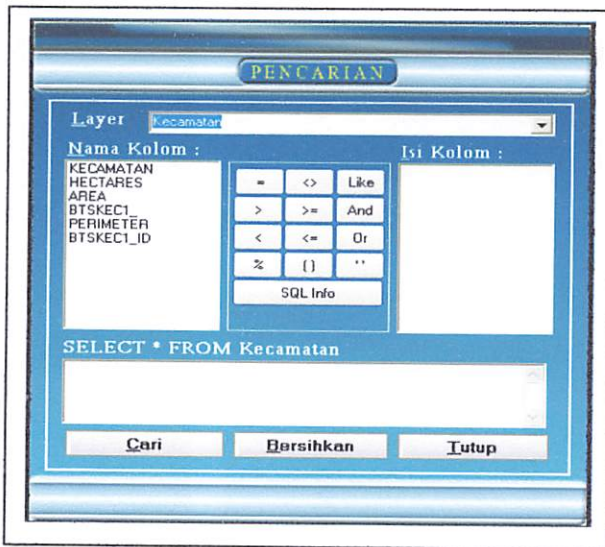 PENCARIAN
Layer Kecamatan
Nama Kolom :
Isi Kolom :
KECAMATAN
HECTARES
AREA
BTSKEC1_
PERIMETER
BTSKEC1_ID
= <> Like
> >= And
< <= Or
% () ' '
SQL Info
SELECT * FROM Kecamatan
Cari Bersihkan Tutup